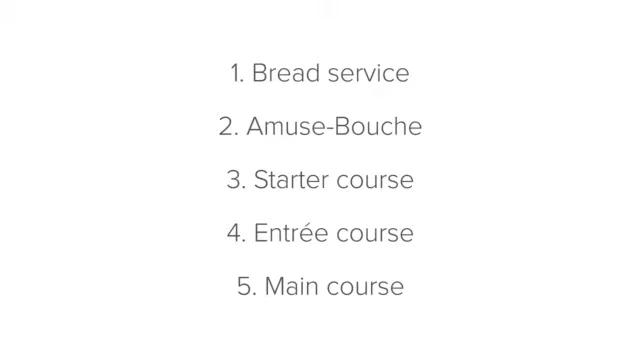 1. Bread service
2. Amuse-Bouche
3. Starter course
4. Entrée course
5. Main course